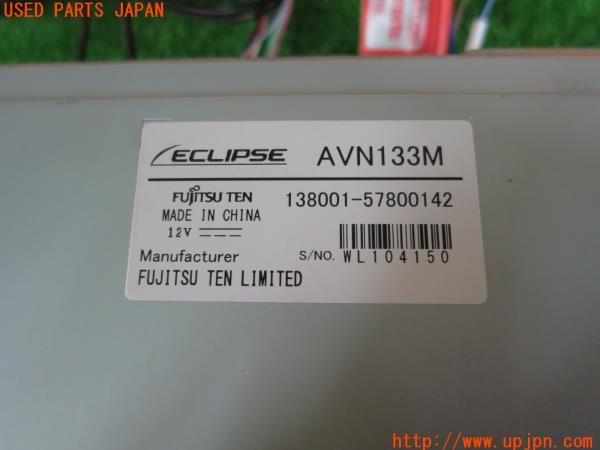 USED PARTS JAPAN
ECLIPSE AVN133M
FUJITSU TEN 138001-57800142
MADE IN CHINA
12V
Manufacturer S/NO. WL104150
FUJITSU TEN LIMITED
http://www.upjpn.com/